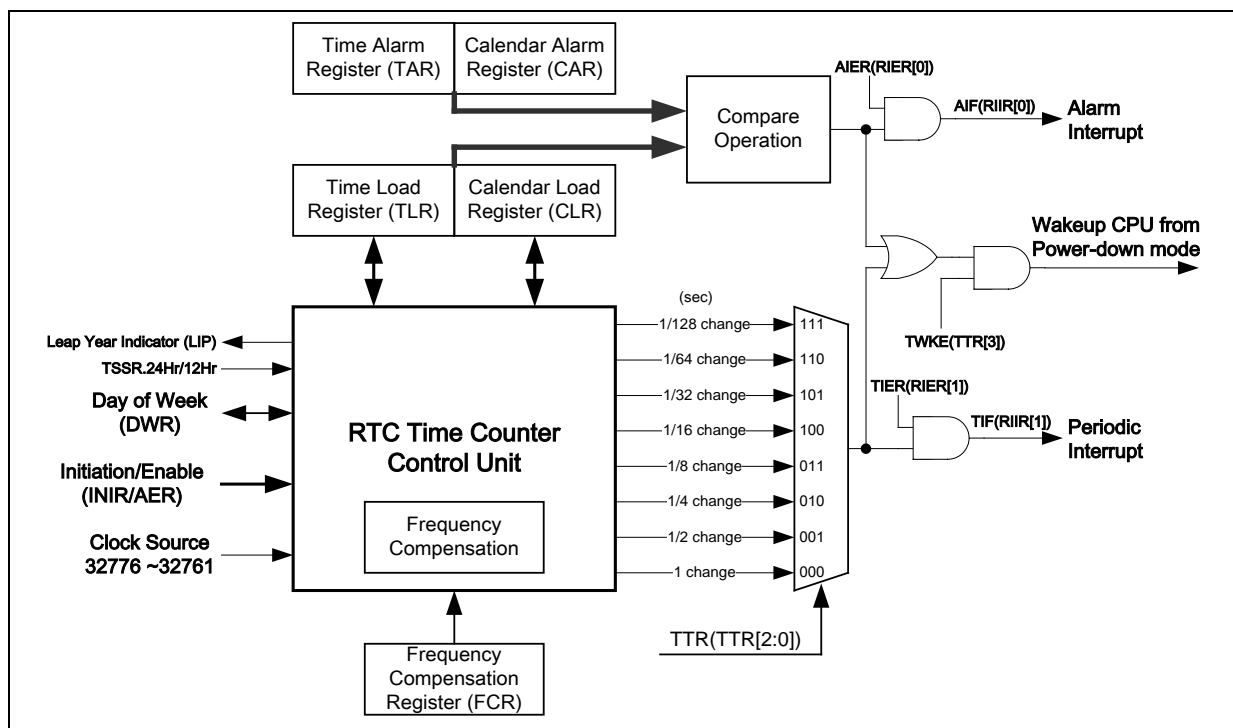 Time Alarm
Register (TAR)
Calendar Alarm
Register (CAR)
Compare
Operation
AIER(RIER[0])
AIF(RIIR[0])
Alarm
Interrupt
Time Load
Register (TLR)
Calendar Load
Register (CLR)
Wakeup CPU from
Power-down mode
TWKE(TTR[3])
(sec)
1/128 change
111
1/64 change
110
1/32 change
101
1/16 change
100
1/8 change
011
1/4 change
010
1/2 change
001
1 change
000
Leap Year Indicator (LIP)
TSSR.24Hr/12Hr
Day of Week
(DWR)
Initiation/Enable
(INIR/AER)
Clock Source
32776 ~32761
RTC Time Counter
Control Unit
Frequency
Compensation
TIER(RIER[1])
TIF(RIIR[1])
Periodic
Interrupt
TTR(TTR[2:0])
Frequency
Compensation
Register (FCR)